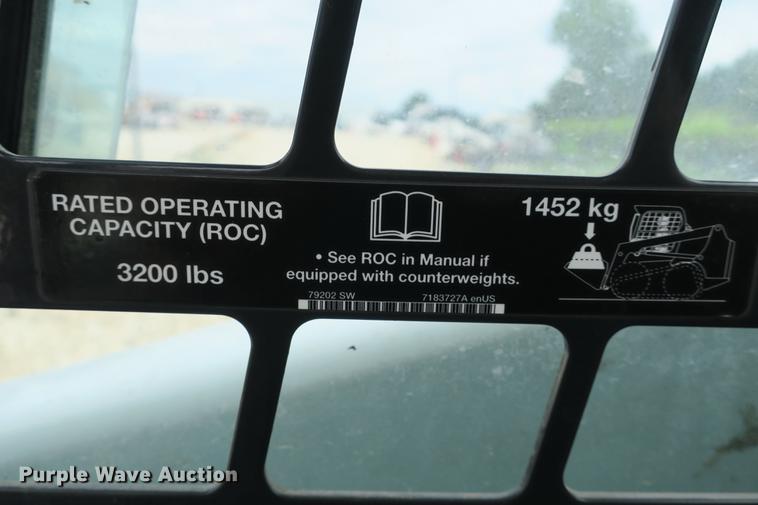 RATED OPERATING
CAPACITY (ROC)
3200 lbs
• See ROC in Manual if
equipped with counterweights.
79202 SW 7183727A enUS
1452 kg
Purple Wave Auction